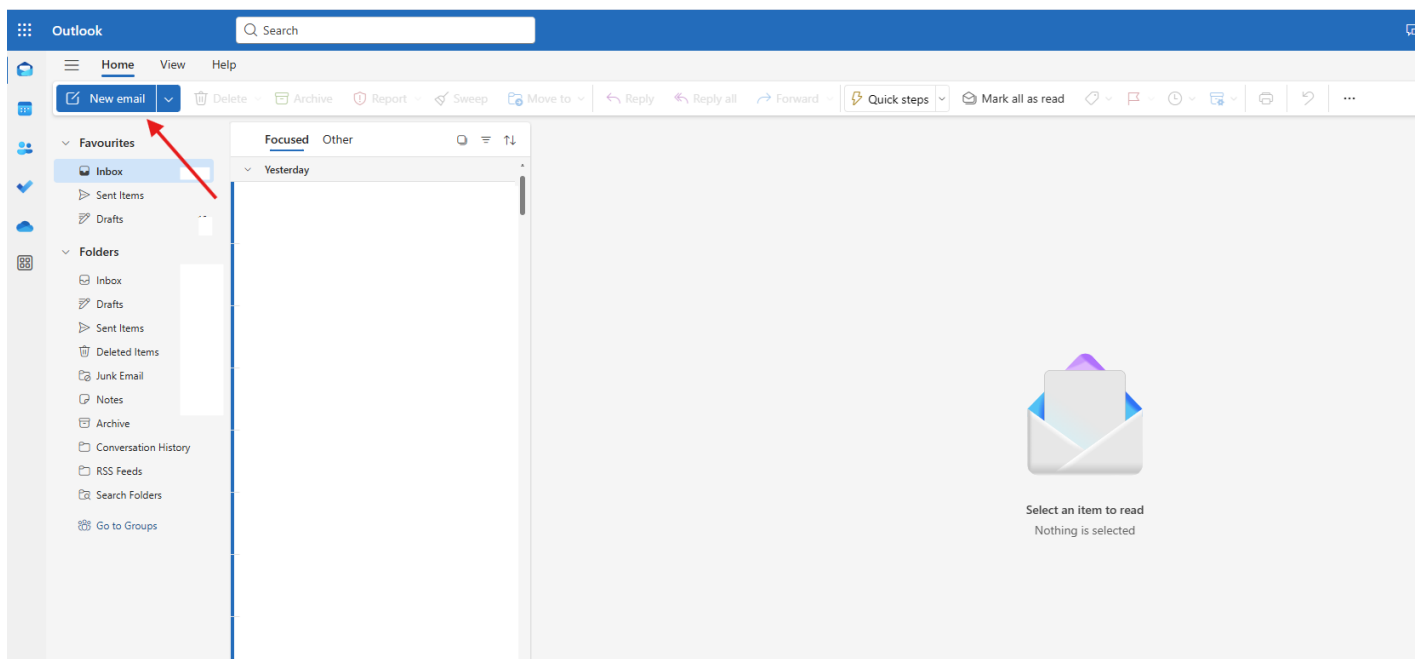 Outlook
Search
Home View Help
New email Delete Archive Report Sweep Move to Reply Reply all Forward Quick steps Mark all as read
Favourites
Inbox
Sent Items
Drafts
Folders
Inbox
Drafts
Sent Items
Deleted Items
Junk Email
Notes
Archive
Conversation History
RSS Feeds
Search Folders
Go to Groups
Focused Other
Yesterday
Select an item to read
Nothing is selected